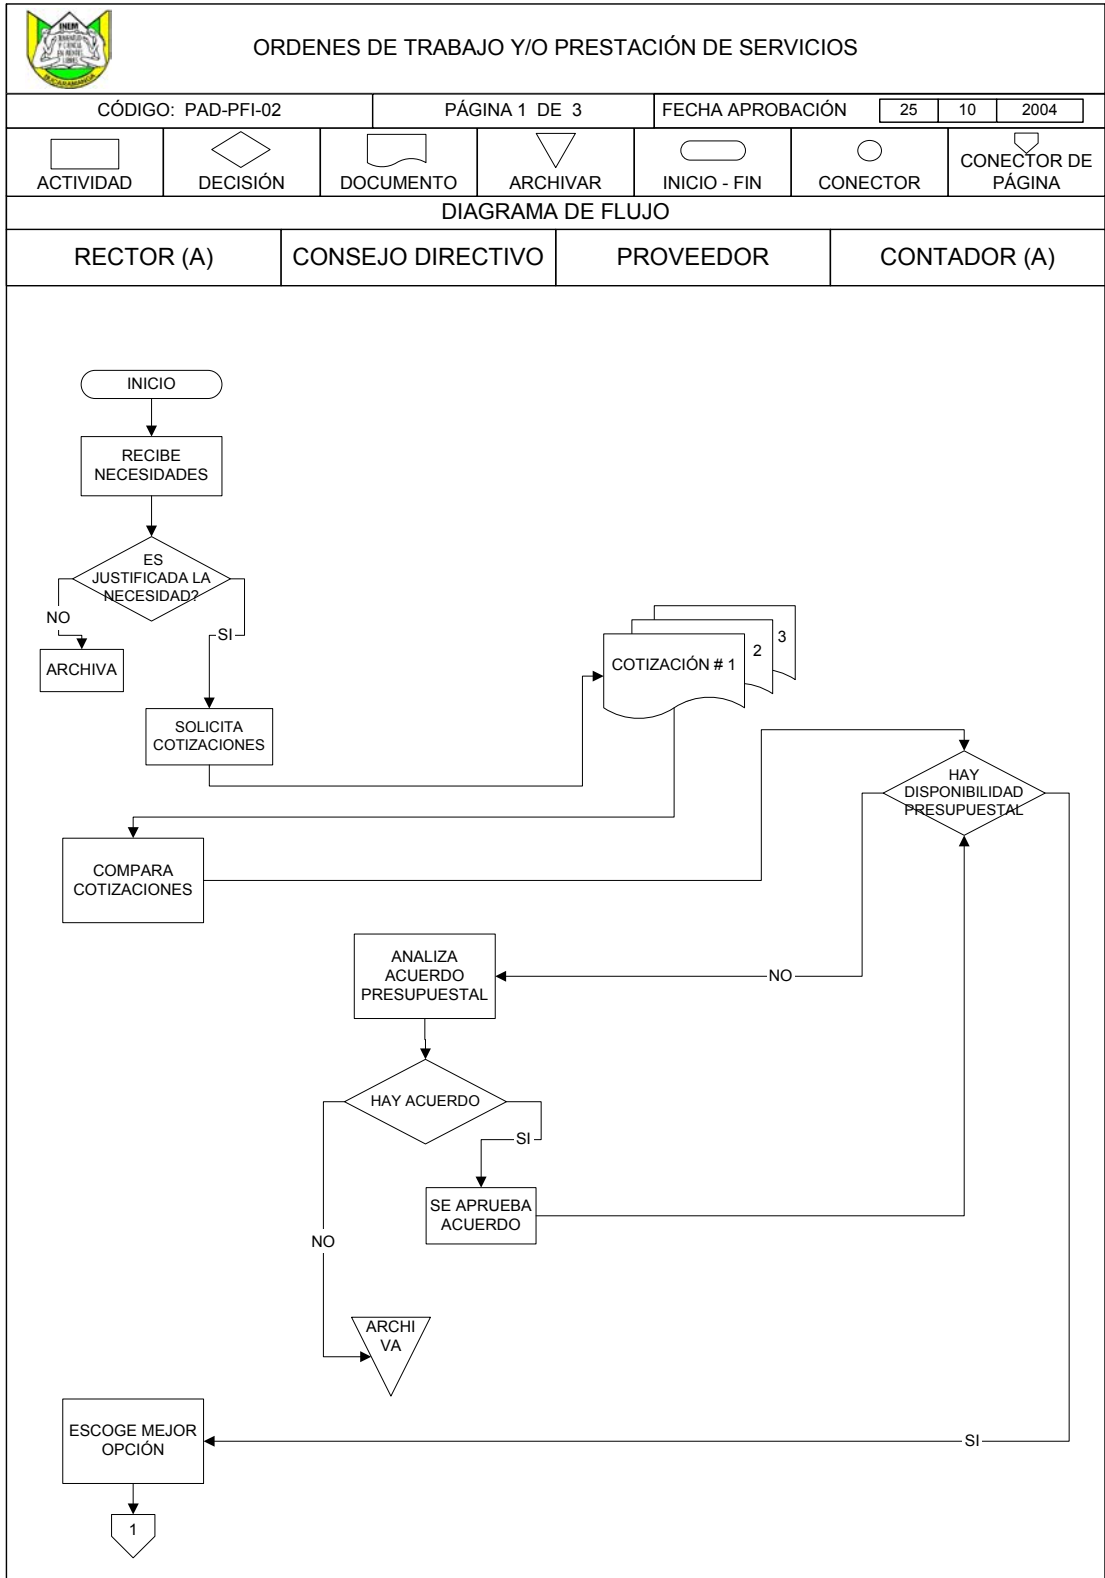 INEM
BUCARAMANGA
ORDENES DE TRABAJO Y/O PRESTACIÓN DE SERVICIOS
CÓDIGO: PAD-PFI-02
PÁGINA 1 DE 3
FECHA APROBACIÓN 25 10 2004
ACTIVIDAD
DECISIÓN
DOCUMENTO
ARCHIVAR
INICIO - FIN
CONECTOR
CONECTOR DE
PÁGINA
DIAGRAMA DE FLUJO
RECTOR (A)
CONSEJO DIRECTIVO
PROVEEDOR
CONTADOR (A)
INICIO
RECIBE
NECESIDADES
ES
JUSTIFICADA LA
NECESIDAD?
NO
SI
ARCHIVA
SOLICITA
COTIZACIONES
COTIZACIÓN # 1
2
3
HAY
DISPONIBILIDAD
PRESUPUESTAL
COMPARA
COTIZACIONES
ANALIZA
ACUERDO
PRESUPUESTAL
NO
HAY ACUERDO
SI
SE APRUEBA
ACUERDO
NO
ARCHI
VA
ESCOGE MEJOR
OPCIÓN
SI
1